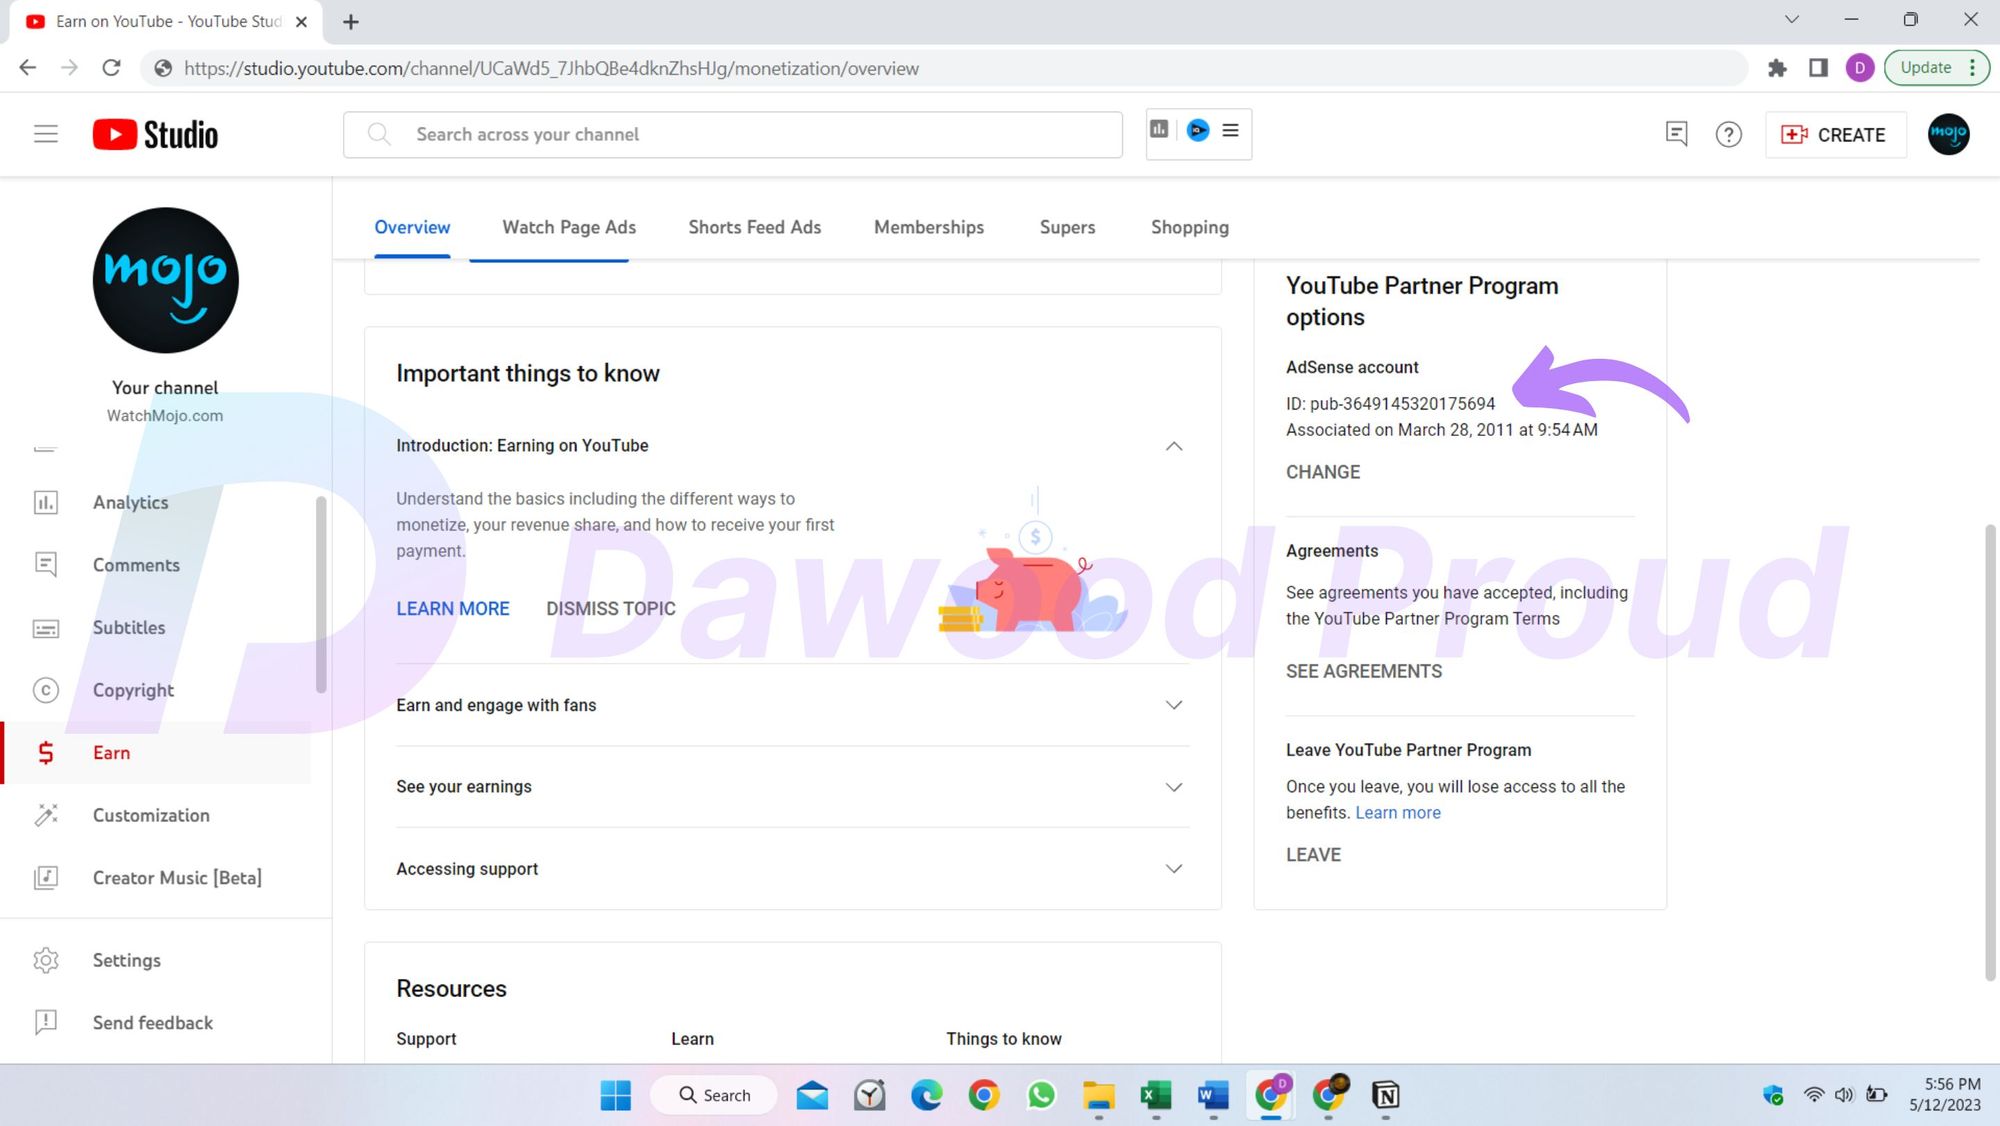 Earn on YouTube - YouTube Stud
https://studio.youtube.com/channel/UCaWd5_7JhbQBe4dknZhsHJg/monetization/overview
D
Update
Studio
Search across your channel
CREATE
mojo
mojo
Your channel
WatchMojo.com
Analytics
Comments
Subtitles
Copyright
Earn
Customization
Creator Music [Beta]
Settings
Send feedback
Overview
Watch Page Ads
Shorts Feed Ads
Memberships
Supers
Shopping
Important things to know
Introduction: Earning on YouTube
Understand the basics including the different ways to
monetize, your revenue share, and how to receive your first
payment.
LEARN MORE
DISMISS TOPIC
Earn and engage with fans
See your earnings
Accessing support
Resources
Support
Learn
Things to know
YouTube Partner Program
options
AdSense account
ID: pub-3649145320175694
Associated on March 28, 2011 at 9:54 AM
CHANGE
Agreements
See agreements you have accepted, including
the YouTube Partner Program Terms
SEE AGREEMENTS
Leave YouTube Partner Program
Once you leave, you will lose access to all the
benefits. Learn more
LEAVE
Dawood Proud
Search
D
5:56 PM
5/12/2023